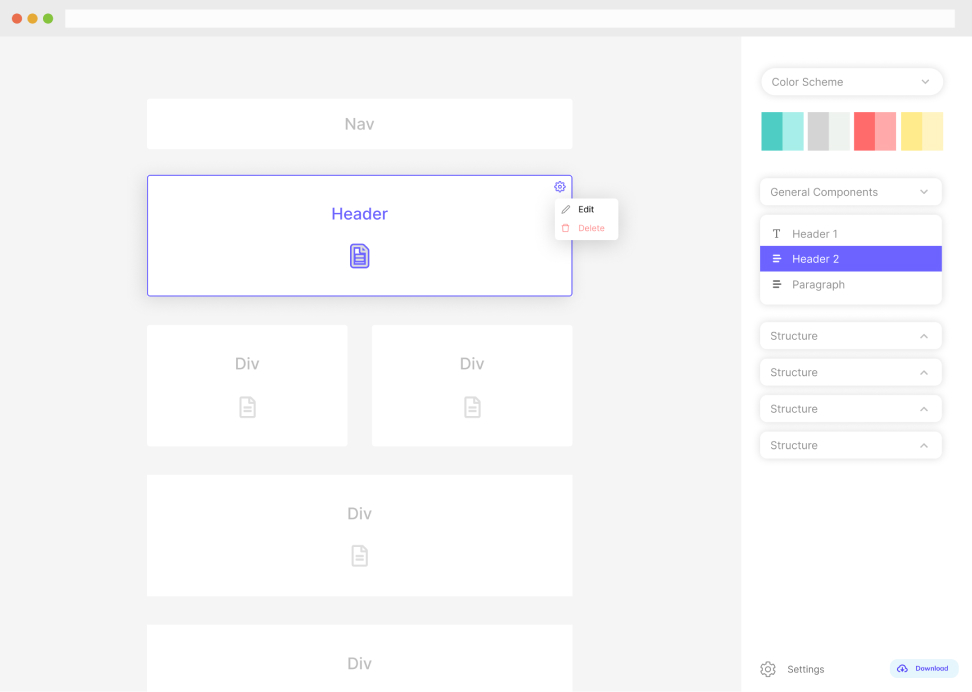 Nav
Header
Edit
Delete
Div
Div
Div
Div
Color Scheme
General Components
Header 1
Header 2
Paragraph
Structure
Structure
Structure
Structure
Settings
Download